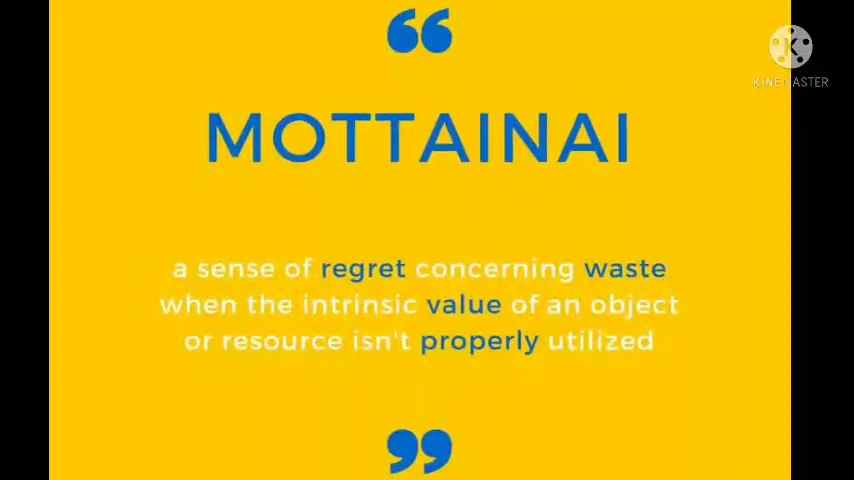 “
MOTTAINAI
a sense of regret concerning waste
when the intrinsic value of an object
or resource isn't properly utilized
”
K
KINEMASTER